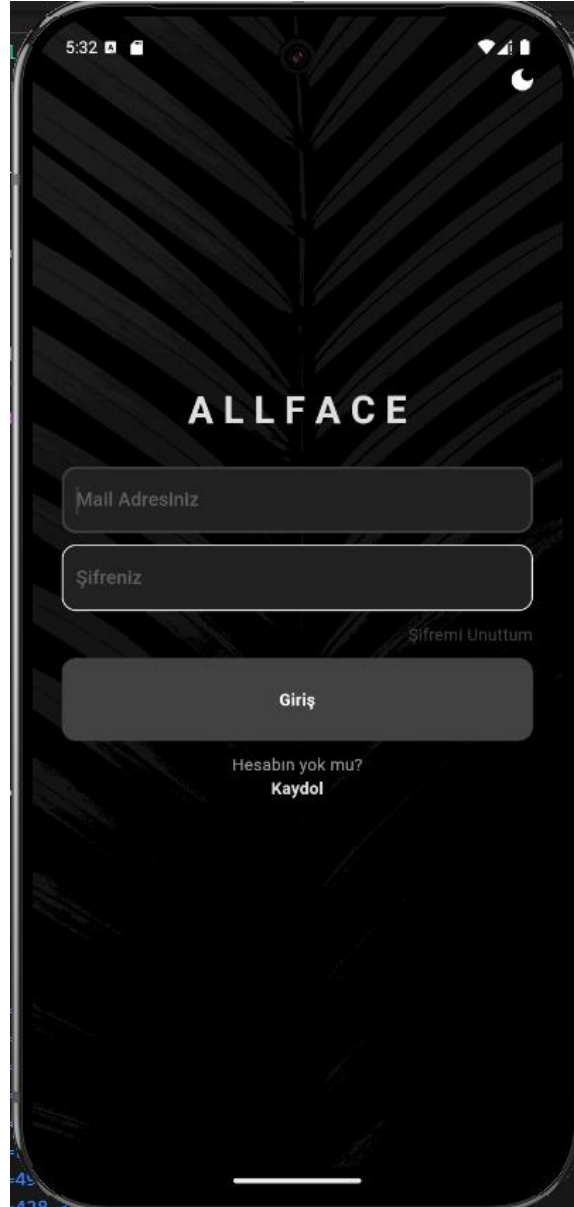 5:32
ALLFACE
Mail Adresiniz
Şifreniz
Şifremi Unuttum
Giriş
Hesabın yok mu?
Kaydol